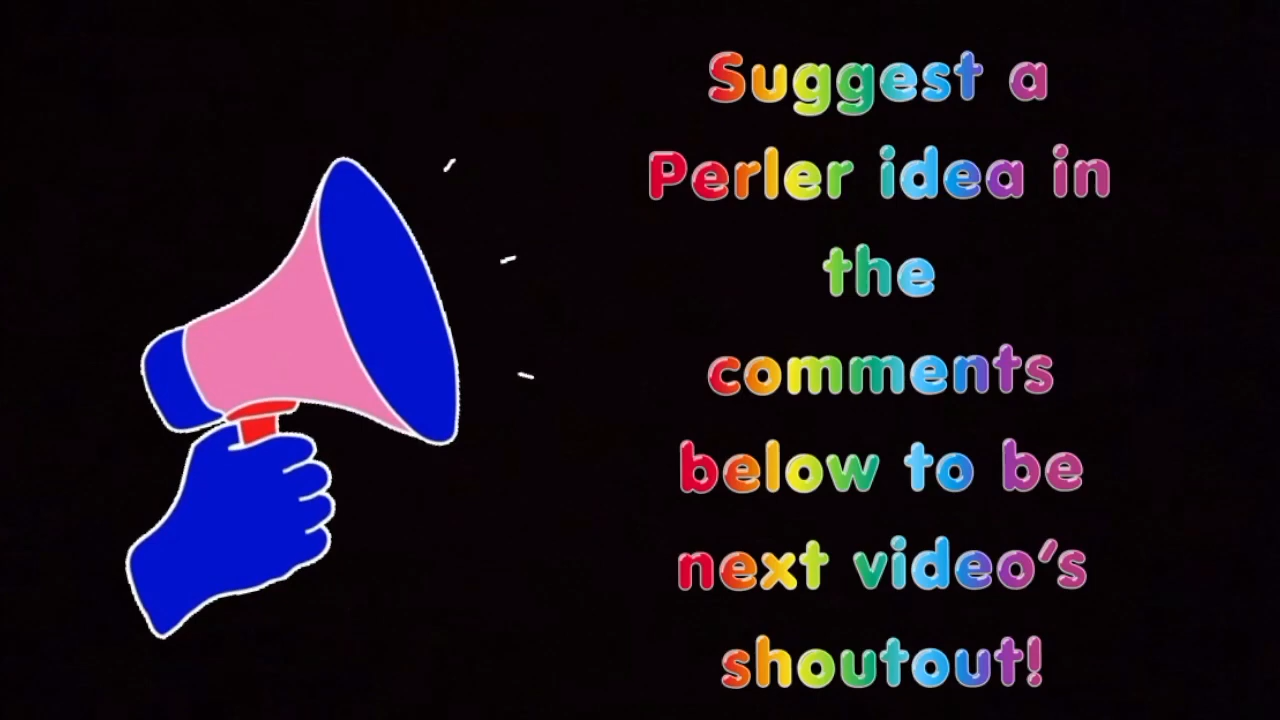 Suggest a
Perler idea in
the
comments
below to be
next video's
shoutout!